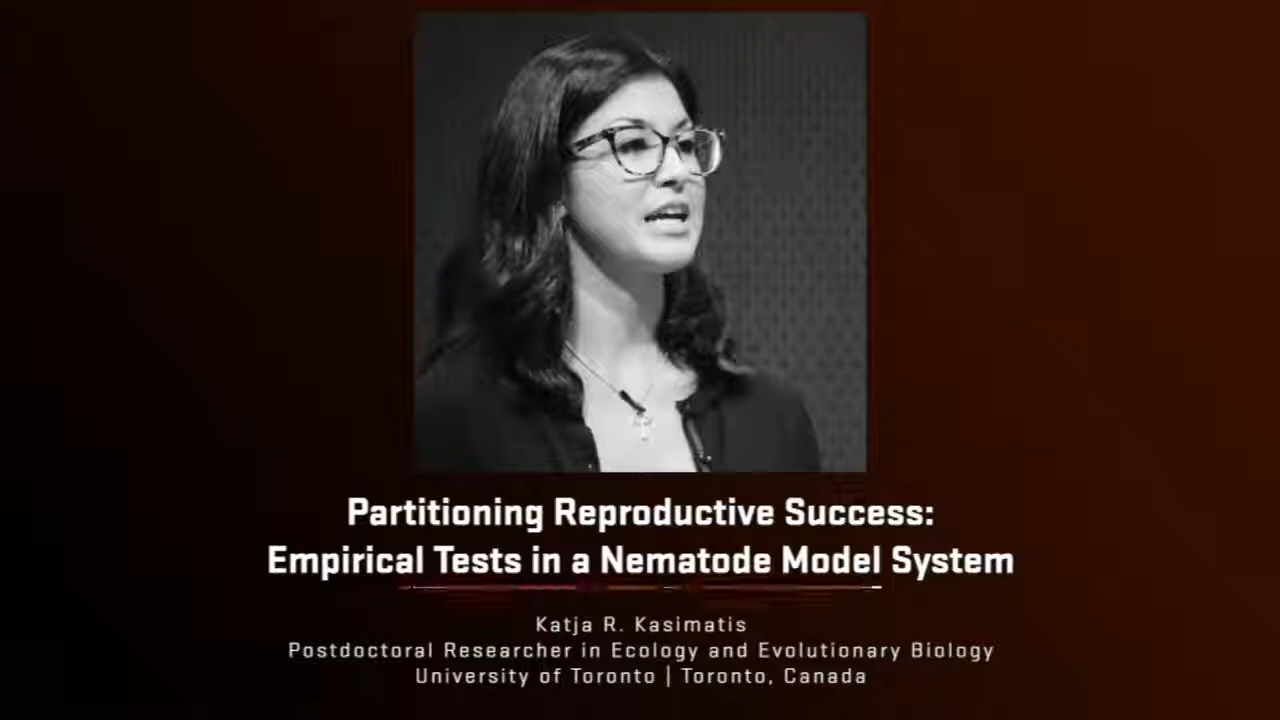 Partitioning Reproductive Success:
Empirical Tests in a Nematode Model System
Katja R. Kasimatis
Postdoctoral Researcher in Ecology and Evolutionary Biology
University of Toronto | Toronto, Canada